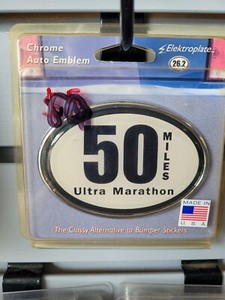 Chrome
Auto Emblem
Elektroplate
26.2
50
MILES
Ultra Marathon
MADE IN
U.S.A
The Classy Alternative to Bumper Stickers